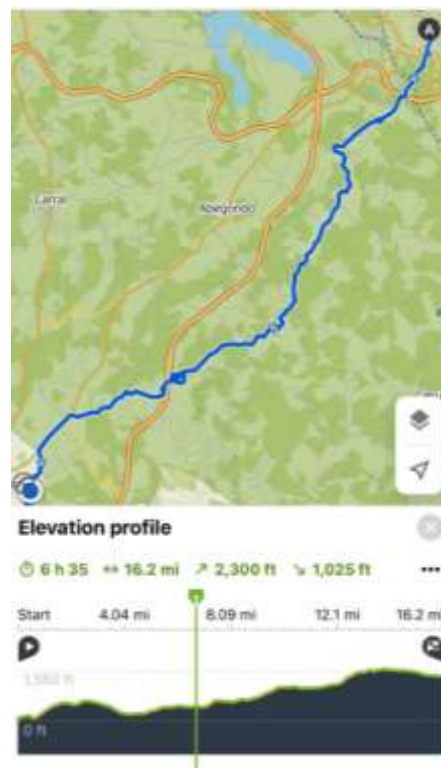 A
Abegondo
Elevation profile
6 h 35 16.2 mi 2,300 ft 1,025 ft
Start 4.04 mi 8.09 mi 12.1 mi 16.2 mi
0 ft